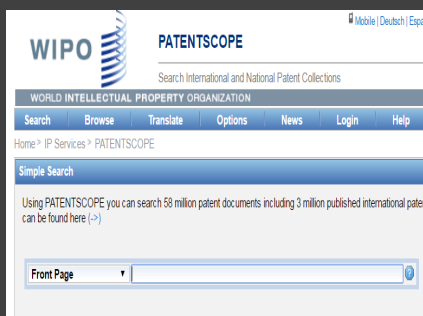 Mobile | Deutsch | Espa
WIPO
PATENTSCOPE
Search International and National Patent Collections
WORLD INTELLECTUAL PROPERTY ORGANIZATION
Search Browse Translate Options News Login Help
Home > IP Services > PATENTSCOPE
Simple Search
Using PATENTSCOPE you can search 58 million patent documents including 3 million published international pate
can be found here (->)
Front Page